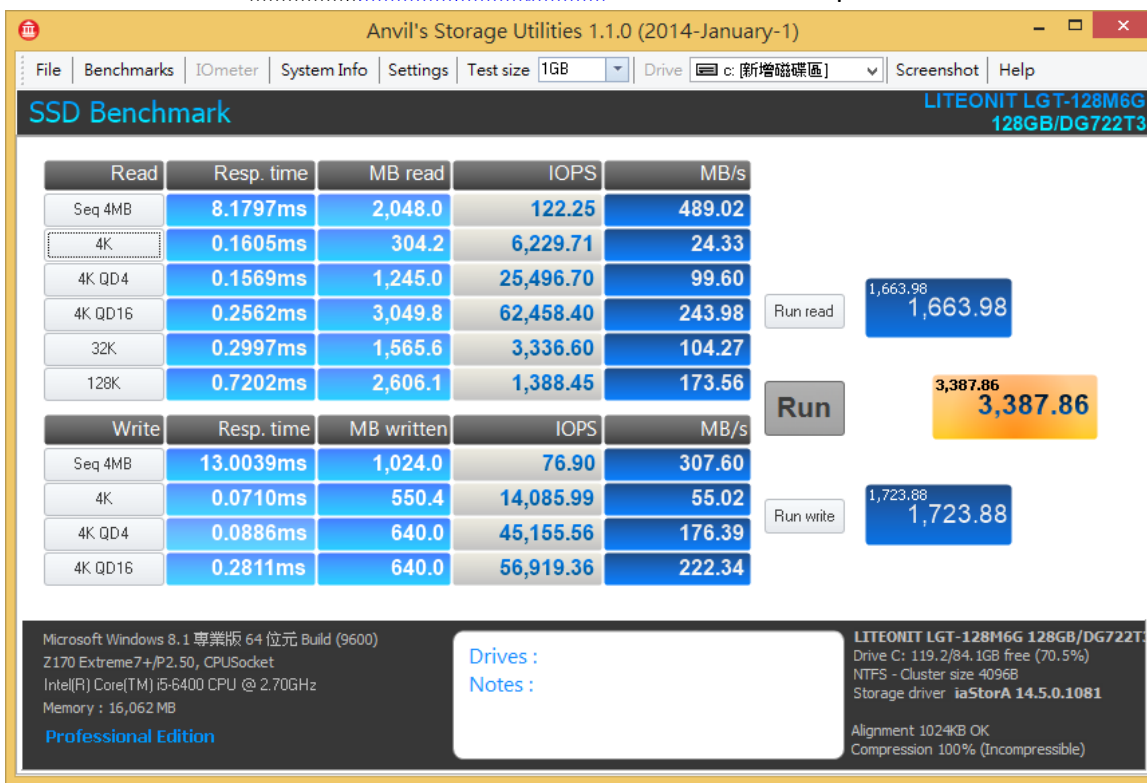 Anvil's Storage Utilities 1.1.0 (2014-January-1)
File Benchmarks IOmeter System Info Settings Test size 1GB Drive c: [新增磁碟區] Screenshot Help
SSD Benchmark
LITEONIT LGT-128M6G
128GB/DG722T3
Read Resp. time MB read IOPS MB/s
Seq 4MB 8.1797ms 2,048.0 122.25 489.02
4K 0.1605ms 304.2 6,229.71 24.33
4K QD4 0.1569ms 1,245.0 25,496.70 99.60
4K QD16 0.2562ms 3,049.8 62,458.40 243.98
32K 0.2997ms 1,565.6 3,336.60 104.27
128K 0.7202ms 2,606.1 1,388.45 173.56
Run read
1,663.98
1,663.98
Run
3,387.86
3,387.86
Write Resp. time MB written IOPS MB/s
Seq 4MB 13.0039ms 1,024.0 76.90 307.60
4K 0.0710ms 550.4 14,085.99 55.02
4K QD4 0.0886ms 640.0 45,155.56 176.39
4K QD16 0.2811ms 640.0 56,919.36 222.34
Run write
1,723.88
1,723.88
Microsoft Windows 8.1 專業版 64 位元 Build (9600)
Z170 Extreme7+/P2.50, CPUSocket
Intel(R) Core(TM) i5-6400 CPU @ 2.70GHz
Memory : 16,062 MB
Professional Edition
Drives :
Notes :
LITEONIT LGT-128M6G 128GB/DG722T
Drive C: 119.2/84.1GB free (70.5%)
NTFS - Cluster size 4096B
Storage driver iaStorA 14.5.0.1081
Alignment 1024KB OK
Compression 100% (Incompressible)